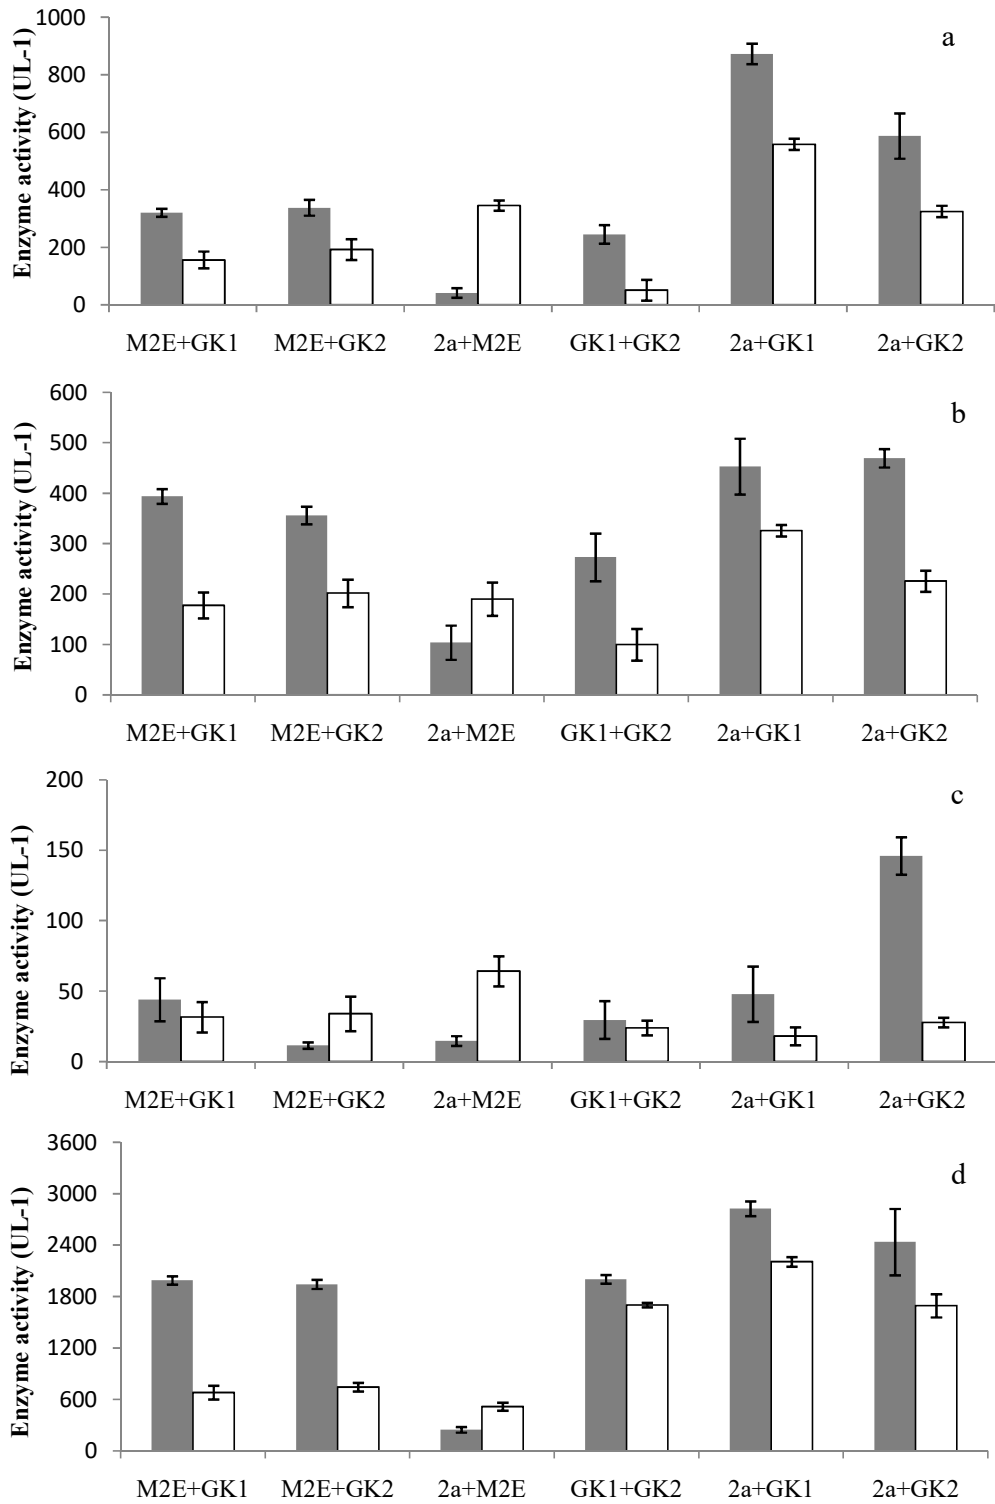 a
Enzyme activity (UL-1)
1000
800
600
400
200
0
M2E+GK1 M2E+GK2 2a+M2E GK1+GK2 2a+GK1 2a+GK2
b
Enzyme activity (UL-1)
600
500
400
300
200
100
0
M2E+GK1 M2E+GK2 2a+M2E GK1+GK2 2a+GK1 2a+GK2
c
Enzyme activity (UL-1)
200
150
100
50
0
M2E+GK1 M2E+GK2 2a+M2E GK1+GK2 2a+GK1 2a+GK2
d
Enzyme activity (UL-1)
3600
3000
2400
1800
1200
600
0
M2E+GK1 M2E+GK2 2a+M2E GK1+GK2 2a+GK1 2a+GK2